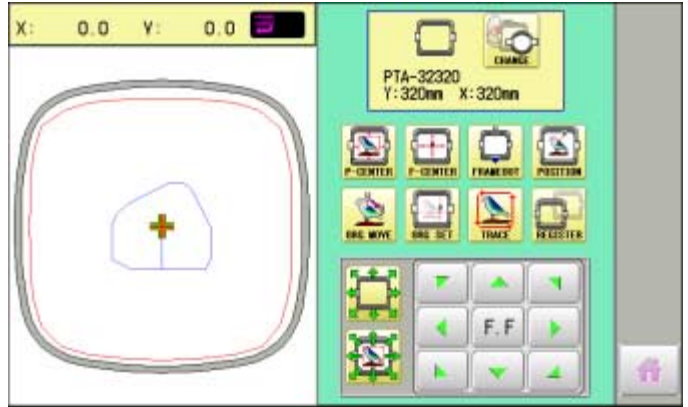 X: 0.0 Y: 0.0
CHANGE
PTA-32320
Y:320mm X:320mm
P-CENTER F-CENTER FRAMEOUT POSITION
ORG MOVE ORG SET TRACE REGISTER
F.F